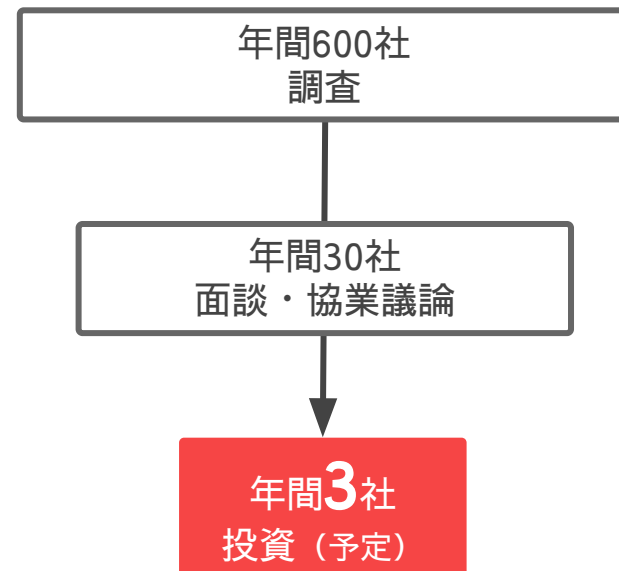 年間600社
調査
年間30社
面談・協業議論
年間3社
投資（予定）